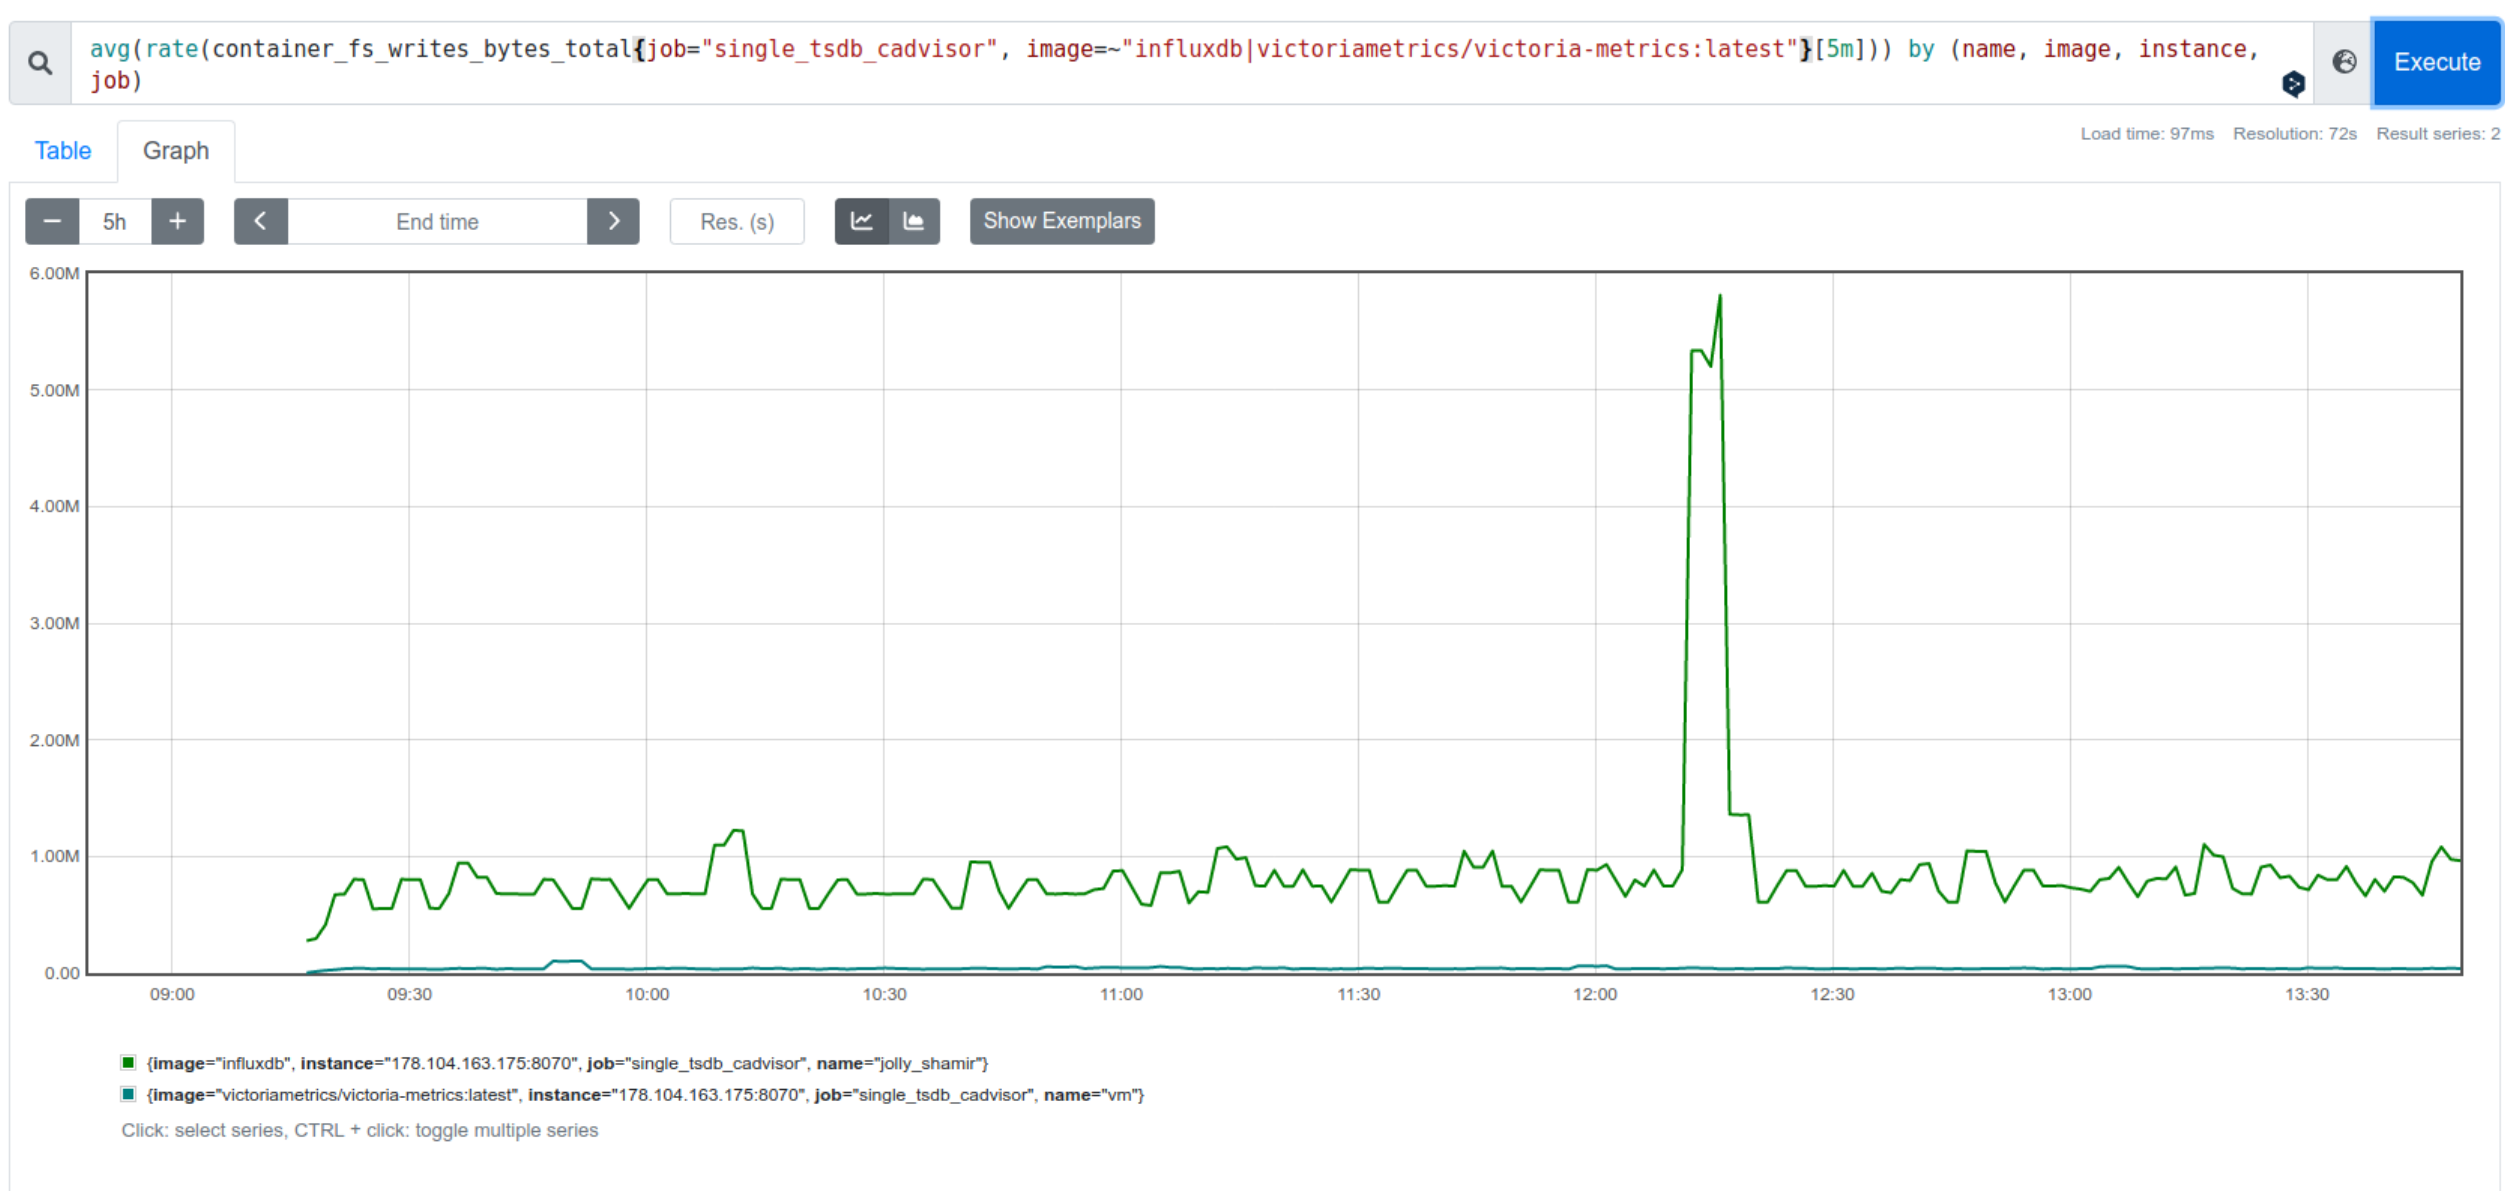 avg(rate(container_fs_writes_bytes_total{job="single_tsdb_cadvisor", image=~"influxdb|victoriametrics/victoria-metrics:latest"}[5m])) by (name, image, instance,
job)
Execute
Load time: 97ms Resolution: 72s Result series: 2
Table Graph
5h End time Res. (s) Show Exemplars
6.00M
5.00M
4.00M
3.00M
2.00M
1.00M
0.00
09:00 09:30 10:00 10:30 11:00 11:30 12:00 12:30 13:00 13:30
{image="influxdb", instance="178.104.163.175:8070", job="single_tsdb_cadvisor", name="jolly_shamir"}
{image="victoriametrics/victoria-metrics:latest", instance="178.104.163.175:8070", job="single_tsdb_cadvisor", name="vm"}
Click: select series, CTRL + click: toggle multiple series